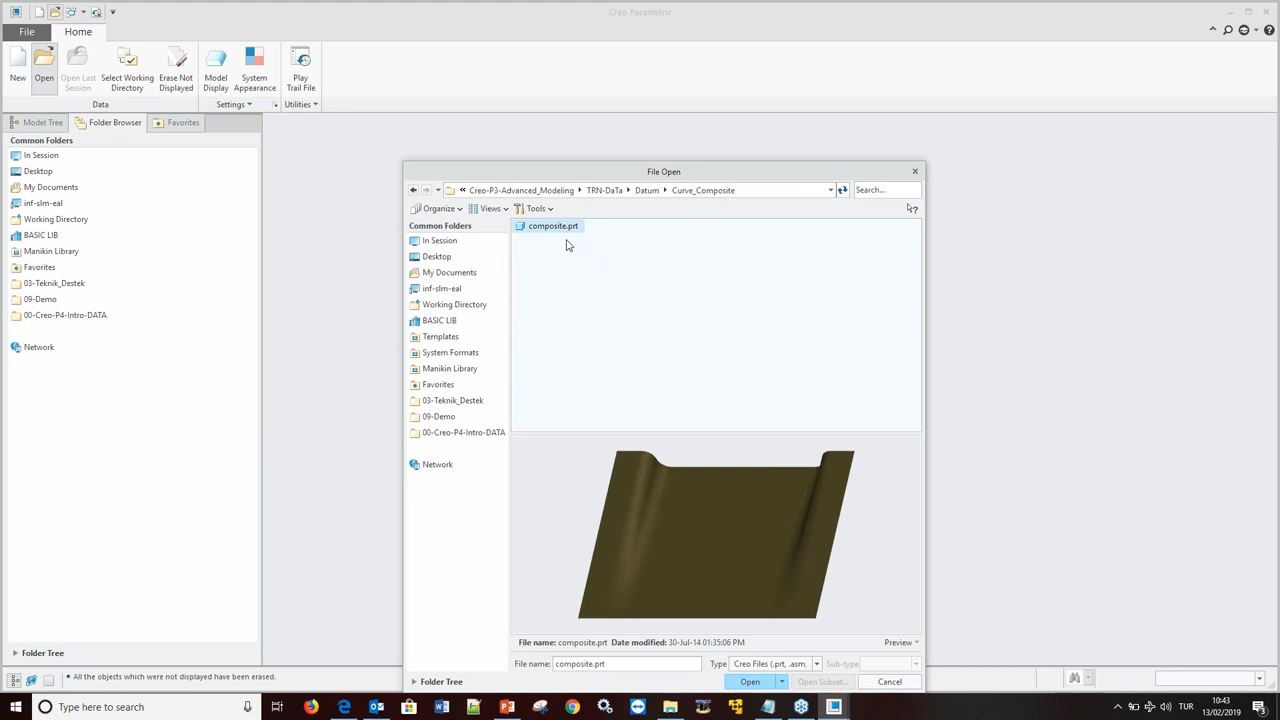 Creo Parametric
File
Home
New
Open
Open Last Session
Select Working Directory
Erase Not Displayed
Model Display
System Appearance
Play Trail File
Data
Settings
Utilities
Model Tree
Folder Browser
Favorites
Common Folders
In Session
Desktop
My Documents
inf-slm-eal
Working Directory
BASIC LIB
Manikin Library
Favorites
03-Teknik_Destek
09-Demo
00-Creo-P4-Intro-DATA
Network
Folder Tree
All the objects which were not displayed have been erased.
File Open
Creo-P3-Advanced_Modeling TRN-DaTa Datum Curve_Composite
Search...
Organize Views Tools
Common Folders
In Session
Desktop
My Documents
inf-slm-eal
Working Directory
BASIC LIB
Templates
System Formats
Manikin Library
Favorites
03-Teknik_Destek
09-Demo
00-Creo-P4-Intro-DATA
Network
composite.prt
File name: composite.prt Date modified: 30-Jul-14 01:35:06 PM
Preview
File name: composite.prt Type Creo Files (.prt, .asm, Sub-type
Folder Tree
Open
Open Subset...
Cancel
Type here to search
TUR
10:43
13/02/2019